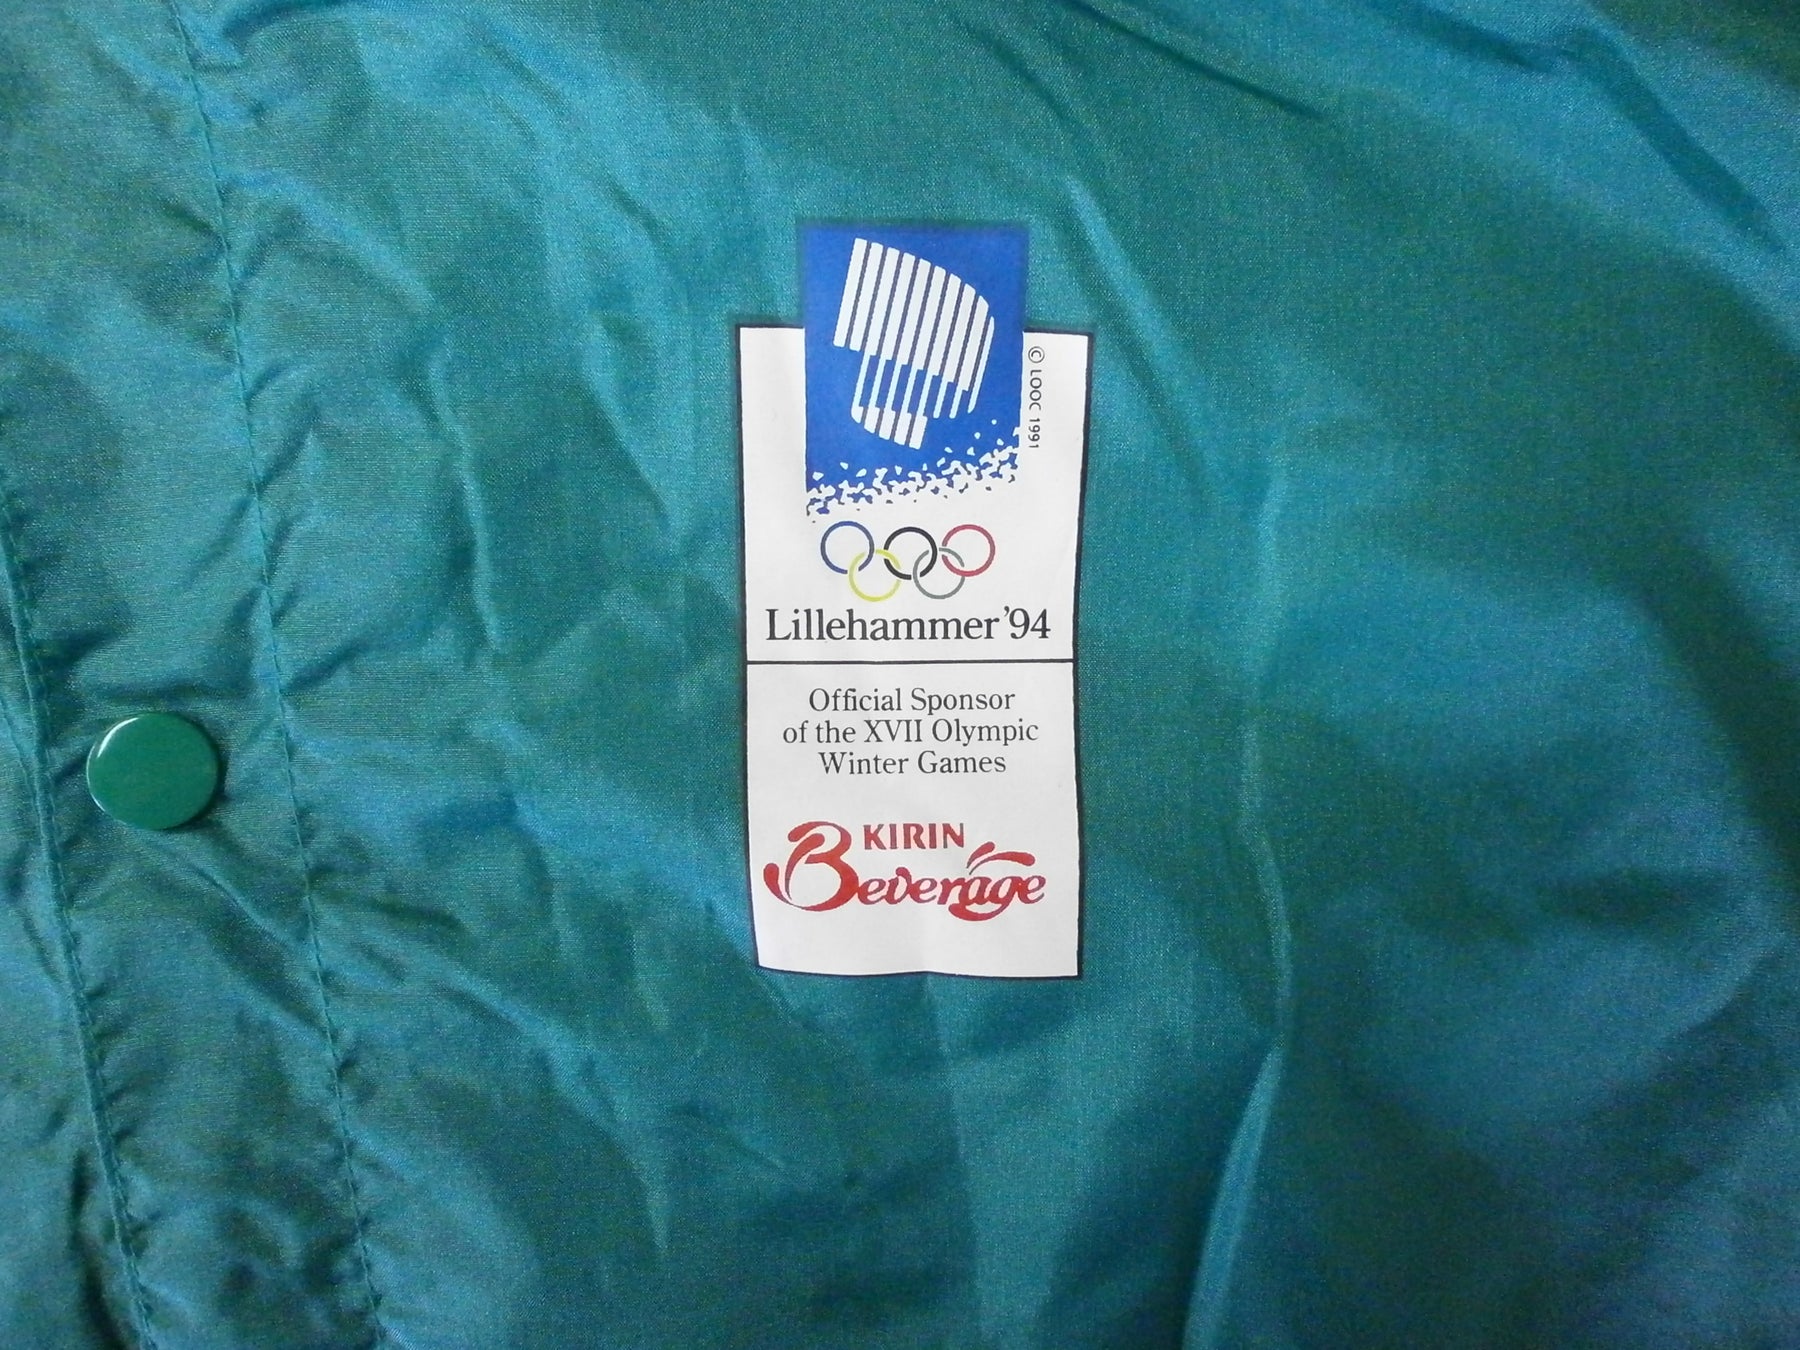 © LOOC 1991
Lillehammer '94
Official Sponsor
of the XVII Olympic
Winter Games
KIRIN
Beverage